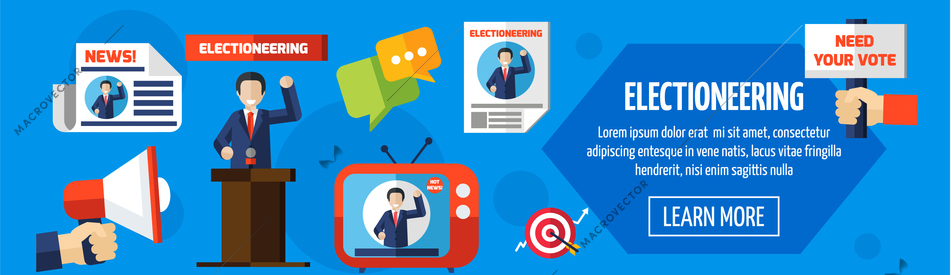 NEWS!
ELECTIONEERING
ELECTIONEERING
HOT
NEWS!
NEED
YOUR VOTE
ELECTIONEERING
Lorem ipsum dolor erat mi sit amet, consectetur
adipiscing entesque in vene natis, lacus vitae fringilla
hendrerit, nisi enim sagittis nulla
LEARN MORE
MACROVECTOR
MACROVECTOR